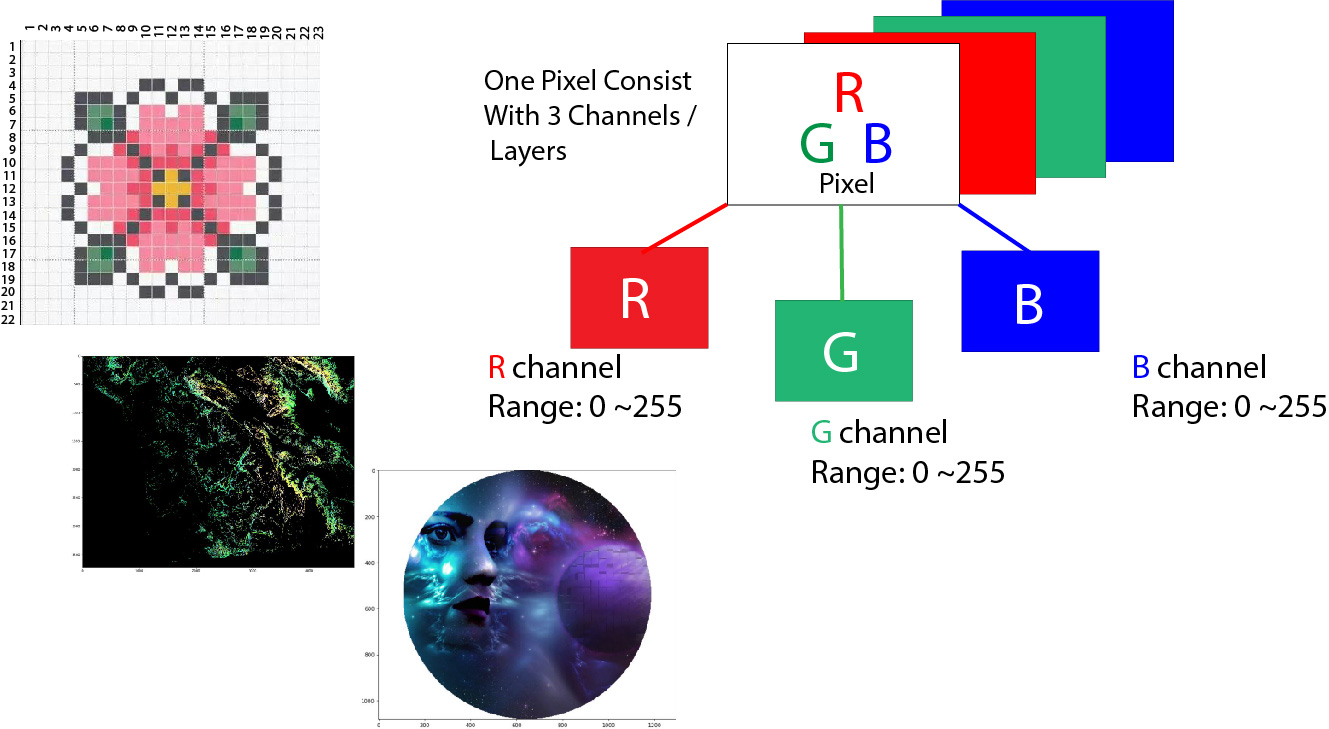 1 2 3 4 5 6 7 8 9 10 11 12 13 14 15 16 17 18 19 20 21 22 23
1
2
3
4
5
6
7
8
9
10
11
12
13
14
15
16
17
18
19
20
21
22
One Pixel Consist
With 3 Channels /
Layers
R
G B
Pixel
R
G
B
R channel
Range: 0 ~255
G channel
Range: 0 ~255
B channel
Range: 0 ~255
0
200
400
600
800
1000
0 200 400 600 800 1000 1200